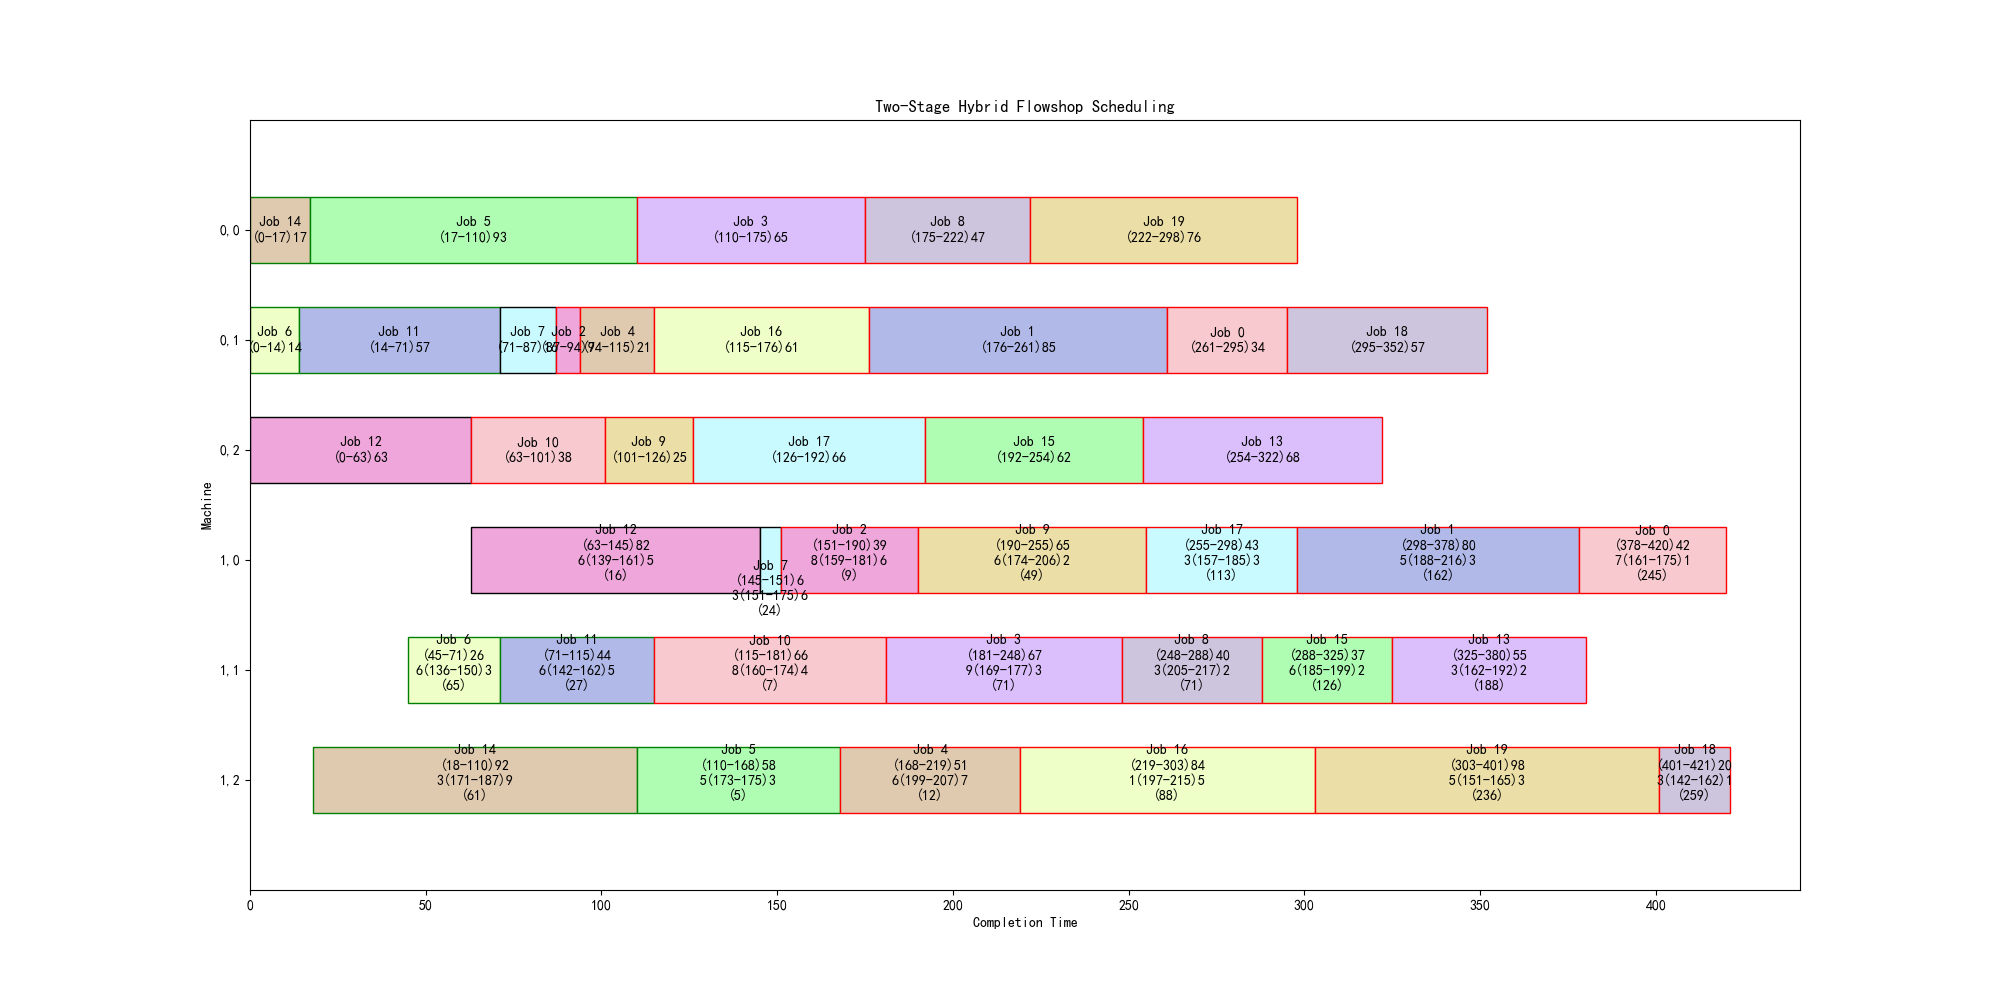 Two-Stage Hybrid Flowshop Scheduling
Machine
0,0
Job 14
(0-17)17
Job 5
(17-110)93
Job 3
(110-175)65
Job 8
(175-222)47
Job 19
(222-298)76
0,1
Job 6
(0-14)14
Job 11
(14-71)57
Job 7
(71-87)16
Job 2
(87-94)7
Job 4
(94-115)21
Job 16
(115-176)61
Job 1
(176-261)85
Job 0
(261-295)34
Job 18
(295-352)57
0,2
Job 12
(0-63)63
Job 10
(63-101)38
Job 9
(101-126)25
Job 17
(126-192)66
Job 15
(192-254)62
Job 13
(254-322)68
1,0
Job 12
(63-145)82
6(139-161)5
(16)
Job 7
(145-151)6
3(151-175)6
(24)
Job 2
(151-190)39
8(159-181)6
(9)
Job 9
(190-255)65
6(174-206)2
(49)
Job 17
(255-298)43
3(157-185)3
(113)
Job 1
(298-378)80
5(188-216)3
(162)
Job 0
(378-420)42
7(161-175)1
(245)
1,1
Job 6
(45-71)26
6(136-150)3
(65)
Job 11
(71-115)44
6(142-162)5
(27)
Job 10
(115-181)66
8(160-174)4
(7)
Job 3
(181-248)67
9(169-177)3
(71)
Job 8
(248-288)40
3(205-217)2
(71)
Job 15
(288-325)37
6(185-199)2
(126)
Job 13
(325-380)55
3(162-192)2
(188)
1,2
Job 14
(18-110)92
3(171-187)9
(61)
Job 5
(110-168)58
5(173-175)3
(5)
Job 4
(168-219)51
6(199-207)7
(12)
Job 16
(219-303)84
1(197-215)5
(88)
Job 19
(303-401)98
5(151-165)3
(236)
Job 18
(401-421)20
3(142-162)1
(259)
0 50 100 150 200 250 300 350 400
Completion Time